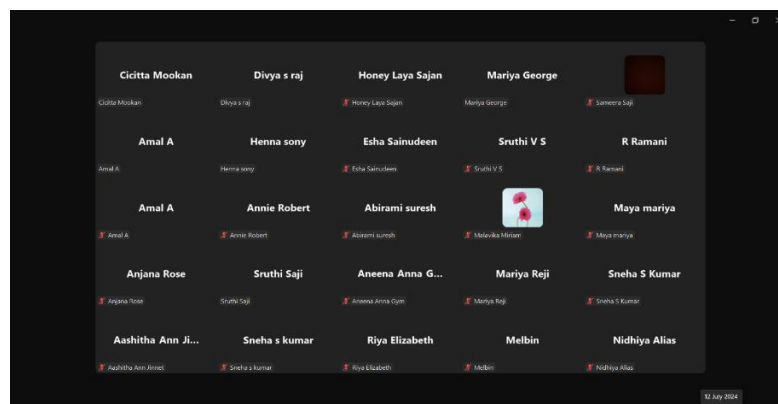 Cicitta Mookan Divya s raj Honey Laya Sajan Mariya George
Cicitta Mookan Divya s raj Honey Laya Sajan Mariya George Sameera Saji
Amal A Henna sony Esha Sainudeen Sruthi V S R Ramani
Amal A Henna sony Esha Sainudeen Sruthi V S R Ramani
Amal A Annie Robert Abirami suresh Maya mariya
Amal A Annie Robert Abirami suresh Malavika Miriam Maya mariya
Anjana Rose Sruthi Saji Aneena Anna G... Mariya Reji Sneha S Kumar
Anjana Rose Sruthi Saji Aneena Anna Gym Mariya Reji Sneha S Kumar
Aashitha Ann Ji... Sneha s kumar Riya Elizabeth Melbin Nidhiya Alias
Aashitha Ann Jinnet Sneha s kumar Riya Elizabeth Melbin Nidhiya Alias
12 July 2024